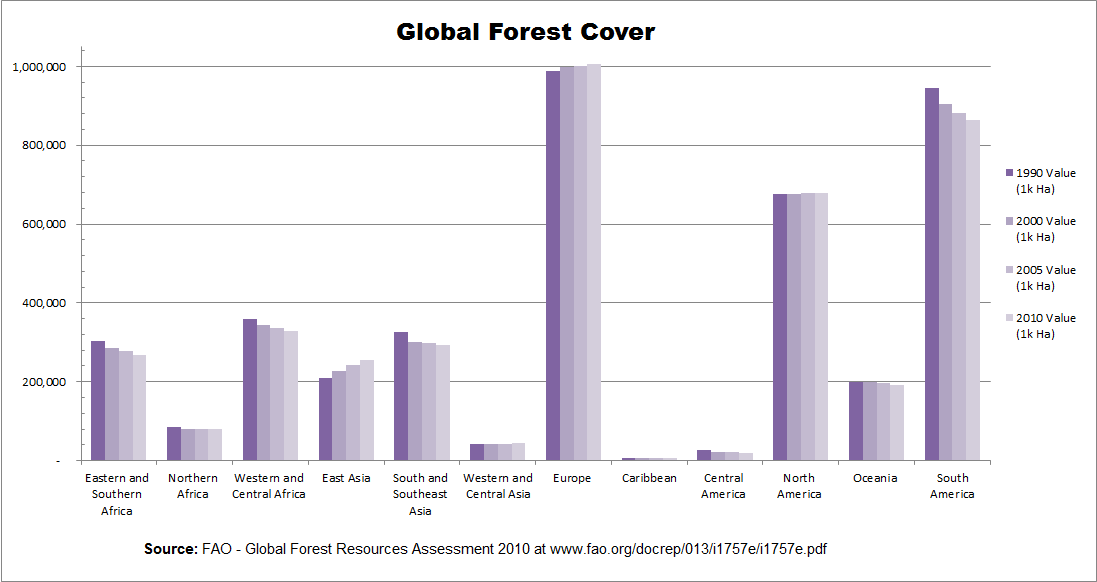 Global Forest Cover
1,000,000
800,000
600,000
400,000
200,000
-
Eastern and
Southern
Africa
Northern
Africa
Western and
Central Africa
East Asia
South and
Southeast
Asia
Western and
Central Asia
Europe
Caribbean
Central
America
North
America
Oceania
South
America
1990 Value
(1k Ha)
2000 Value
(1k Ha)
2005 Value
(1k Ha)
2010 Value
(1k Ha)
Source: FAO - Global Forest Resources Assessment 2010 at www.fao.org/docrep/013/i1757e/i1757e.pdf